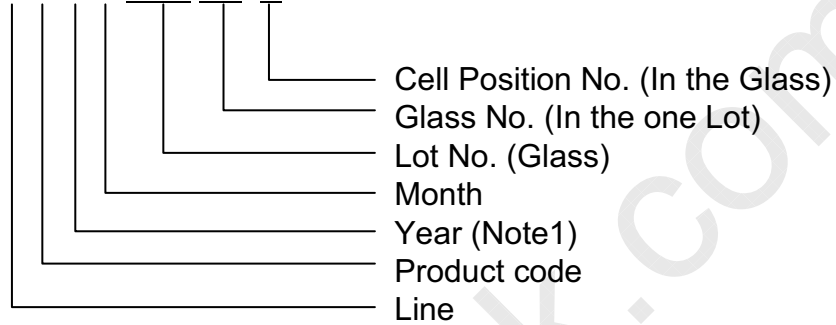 Cell Position No. (In the Glass)
Glass No. (In the one Lot)
Lot No. (Glass)
Month
Year (Note1)
Product code
Line